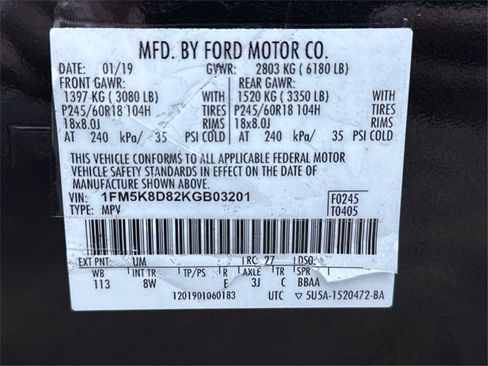 MFD. BY FORD MOTOR CO.
DATE: 01/19 GVWR: 2803 KG ( 6180 LB)
FRONT GAWR: REAR GAWR:
1397 KG ( 3080 LB) WITH 1520 KG ( 3350 LB) WITH
P245/60R18 104H TIRES P245/60R18 104H TIRES
18x8.0J RIMS 18x8.0J RIMS
AT 240 kPa/ 35 PSI COLD AT 240 kPa/ 35 PSI COLD
THIS VEHICLE CONFORMS TO ALL APPLICABLE FEDERAL MOTOR
VEHICLE SAFETY STANDARDS IN EFFECT ON THE DATE OF
MANUFACTURE SHOWN ABOVE.
VIN: 1FM5K8D82KGB03201 F0245
TYPE: MPV T0405
EXT PNT: UM RC: 27 DSO:
WB INT TR TP/PS R AXLE TR SPR
113 8W E 3J C BBAA
1201901060183 UTC 5U5A-1520472-BA